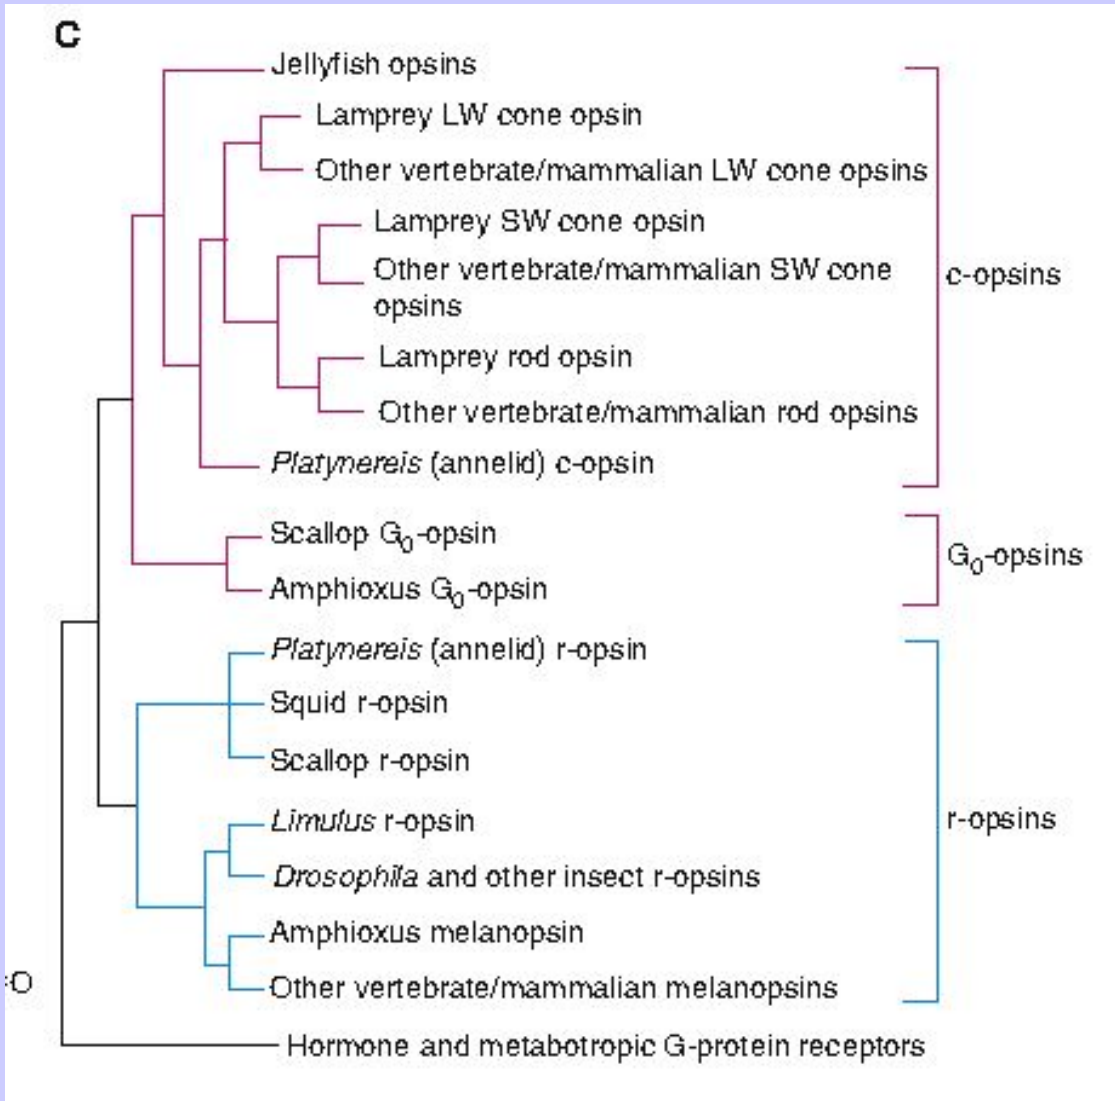 C
Jellyfish opsins
Lamprey LW cone opsin
Other vertebrate/mammalian LW cone opsins
Lamprey SW cone opsin
Other vertebrate/mammalian SW cone
opsins
c-opsins
Lamprey rod opsin
Other vertebrate/mammalian rod opsins
Platynereis (annelid) c-opsin
Scallop G0-opsin
G0-opsins
Amphioxus G0-opsin
Platynereis (annelid) r-opsin
Squid r-opsin
Scallop r-opsin
Limulus r-opsin
r-opsins
Drosophila and other insect r-opsins
Amphioxus melanopsin
=O
Other vertebrate/mammalian melanopsins
Hormone and metabotropic G-protein receptors